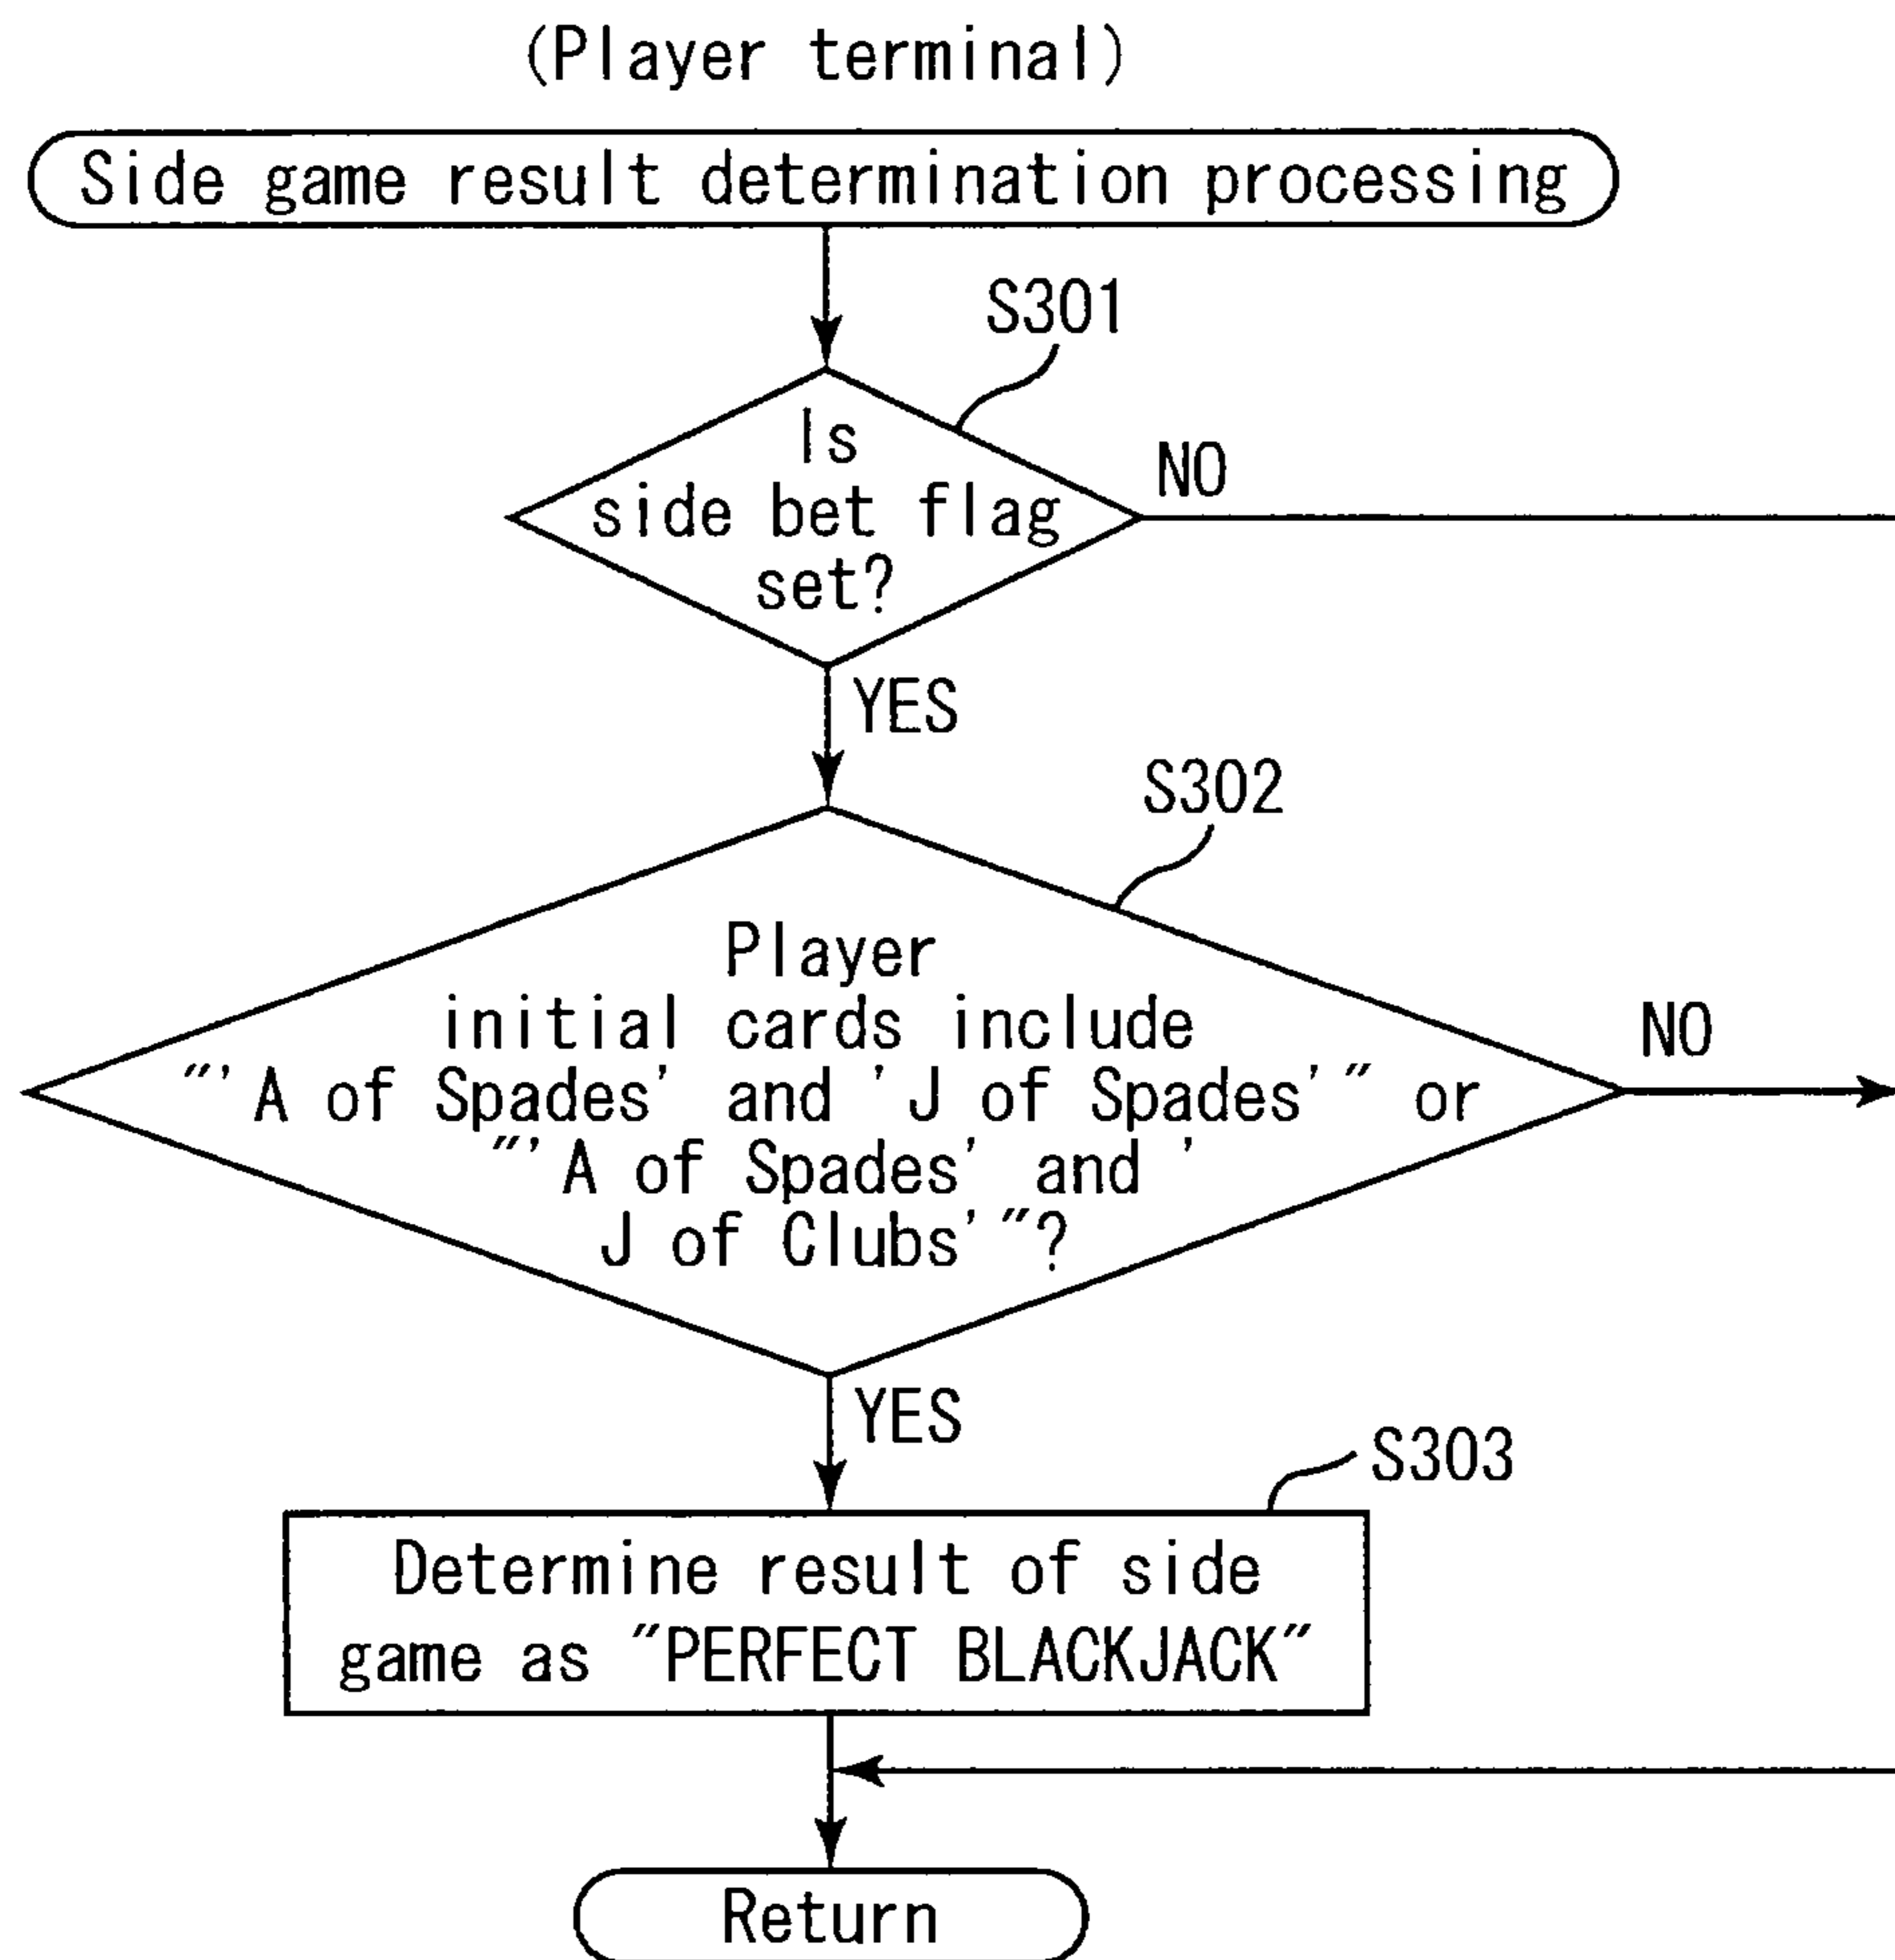 (Player terminal)
Side game result determination processing
S301
Is
side bet flag
set?
NO
YES
S302
Player
initial cards include
"'A of Spades' and 'J of Spades'" or
"'A of Spades' and '
J of Clubs'"?
NO
YES
S303
Determine result of side
game as "PERFECT BLACKJACK"
Return